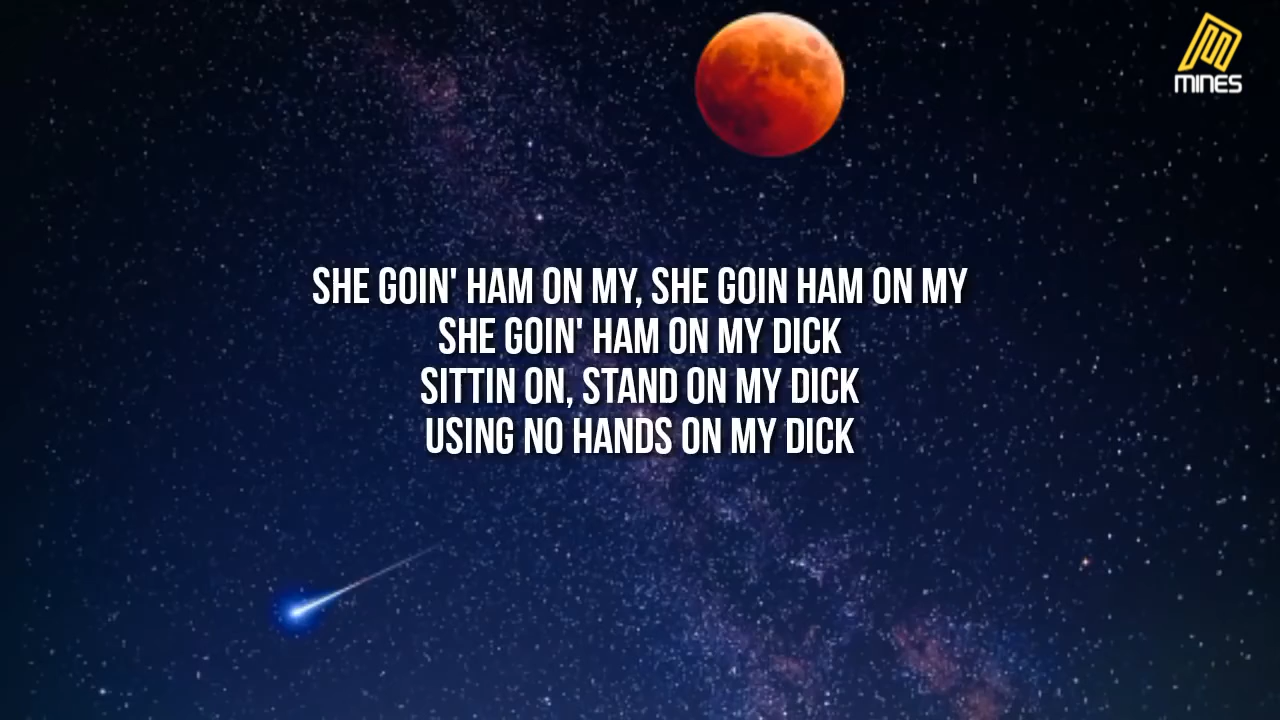 MINES
SHE GOIN' HAM ON MY, SHE GOIN HAM ON MY
SHE GOIN' HAM ON MY DICK
SITTIN ON, STAND ON MY DICK
USING NO HANDS ON MY DICK